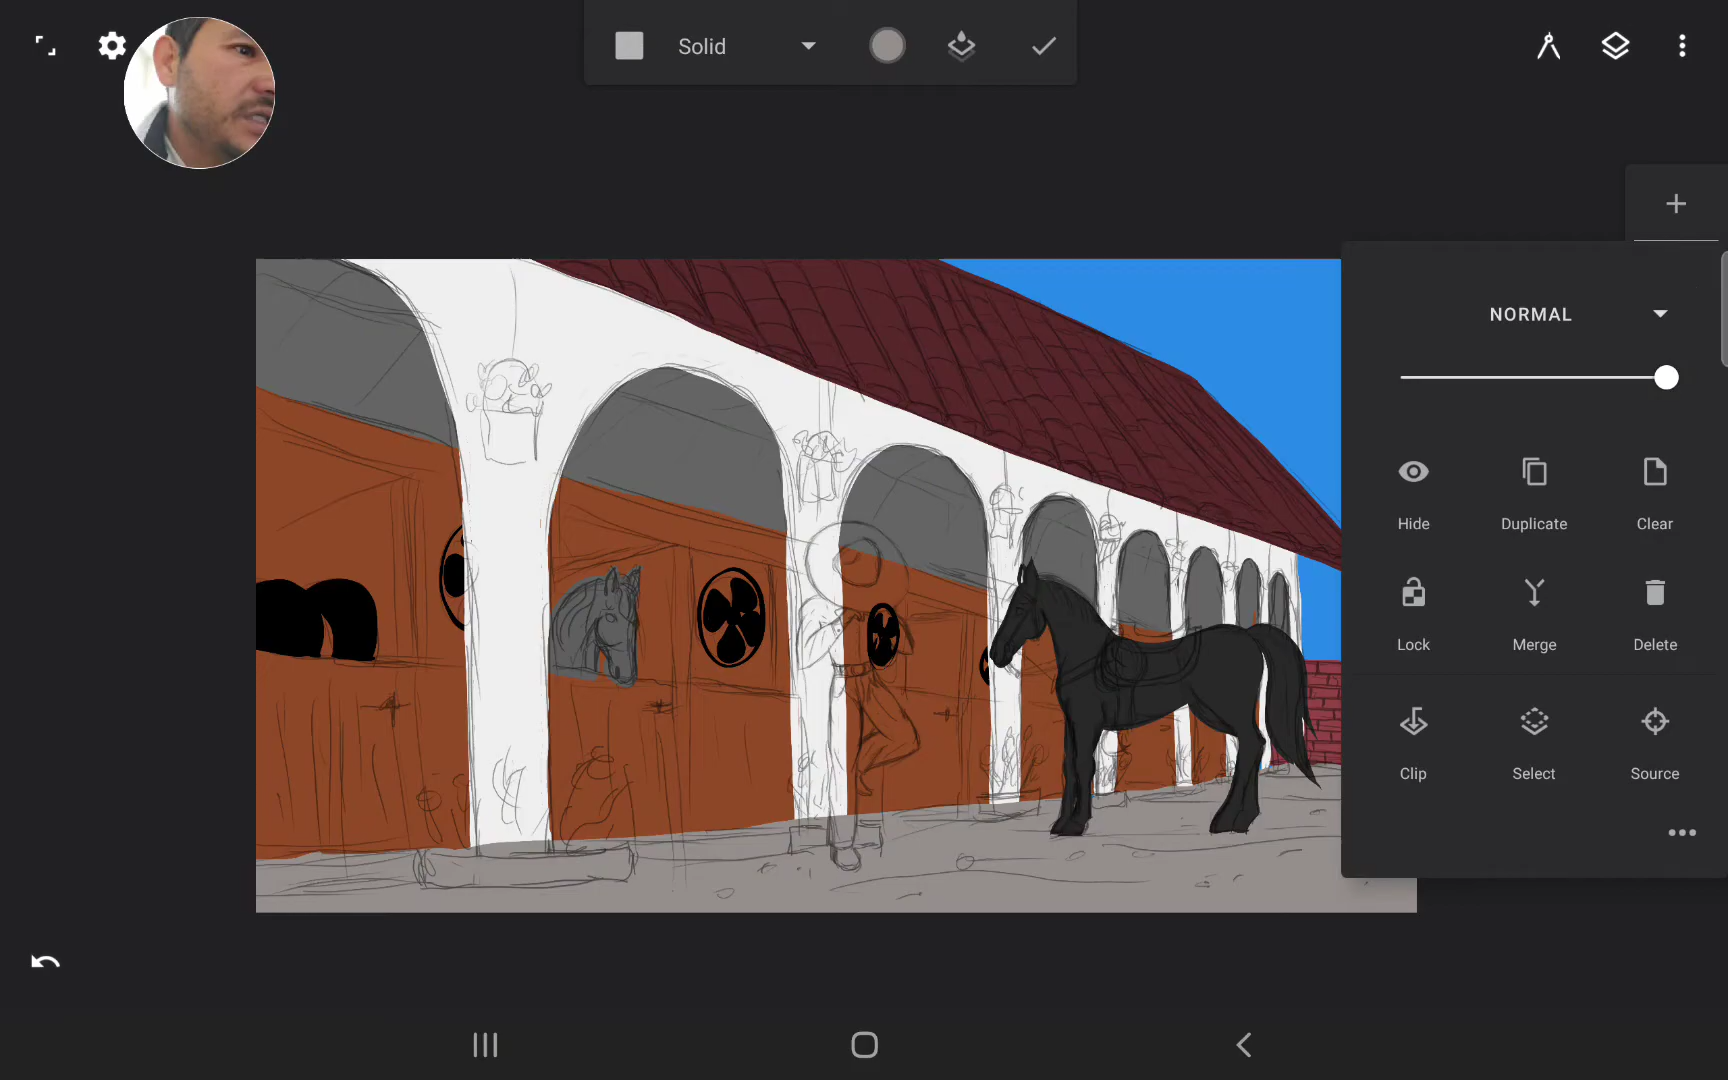 Solid
NORMAL
Hide
Duplicate
Clear
Lock
Merge
Delete
Clip
Select
Source